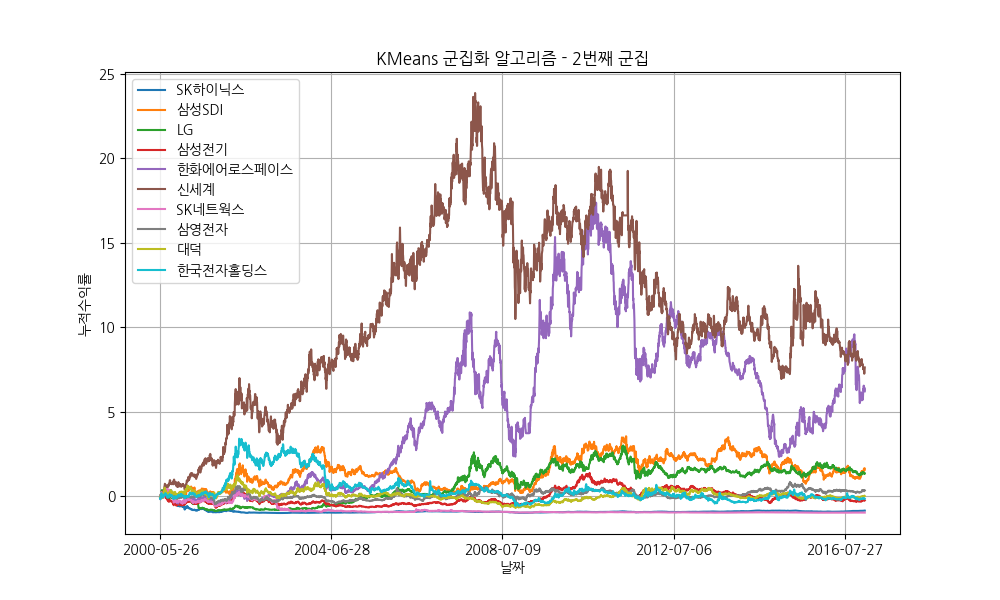 KMeans 군집화 알고리즘 - 2번째 군집
25
20
15
10
5
0
누적수익률
SK하이닉스
삼성SDI
LG
삼성전기
한화에어로스페이스
신세계
SK네트웍스
삼영전자
대덕
한국전자홀딩스
2000-05-26
2004-06-28
2008-07-09
2012-07-06
2016-07-27
날짜